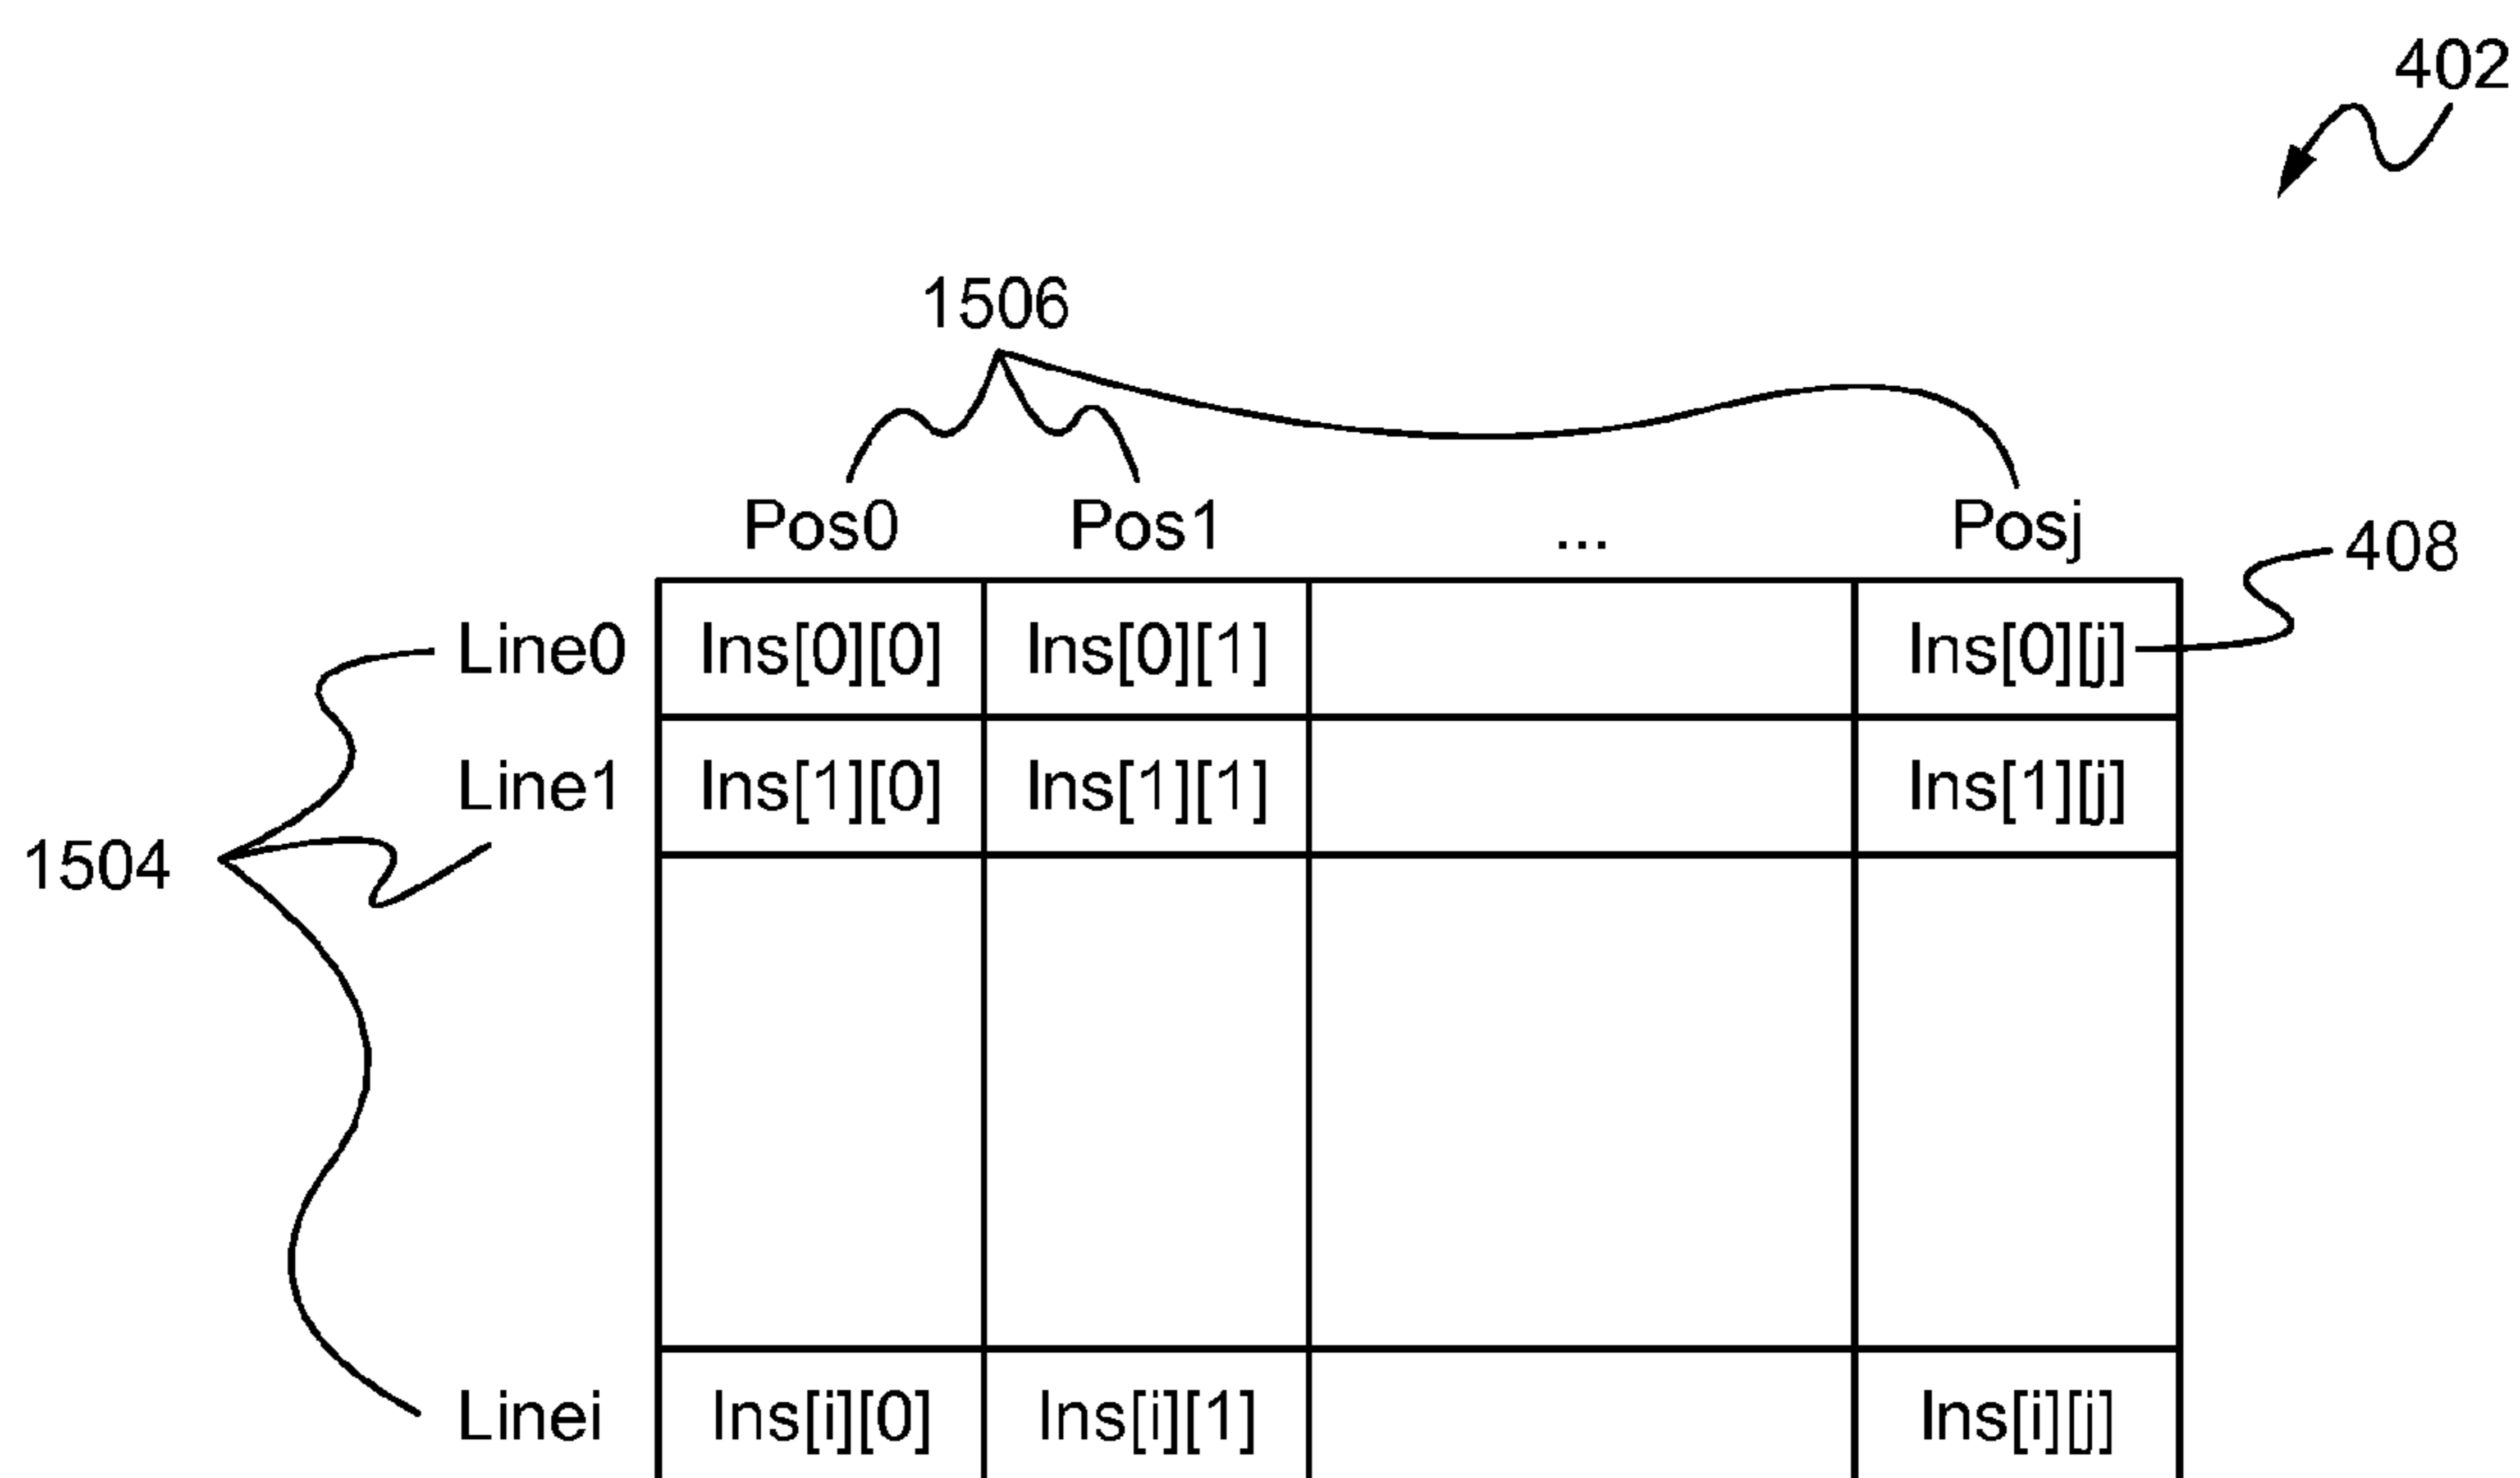 402
1506
Pos0 Pos1 ... Posj
408
Line0 Ins[0][0] Ins[0][1] Ins[0][j]
Line1 Ins[1][0] Ins[1][1] Ins[1][j]
1504
Linei Ins[i][0] Ins[i][1] Ins[i][j]